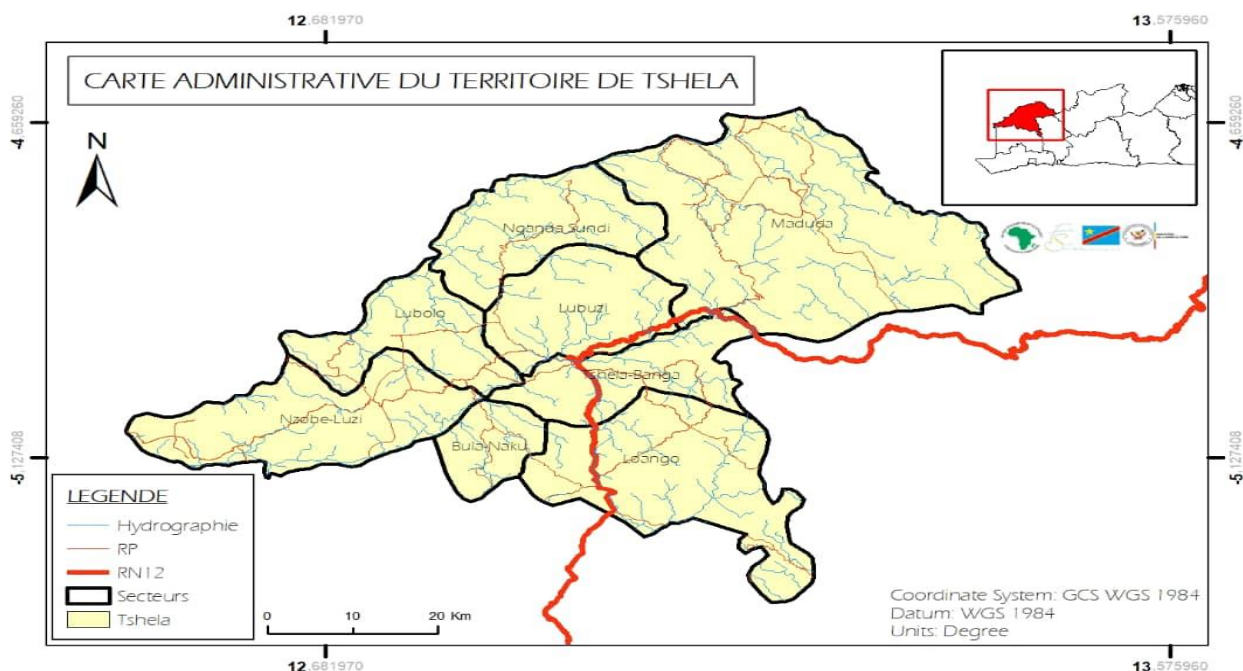 12.681970
13.575960
CARTE ADMINISTRATIVE DU TERRITOIRE DE TSHELA
-4.659260
-4.659260
N
Nganda Sundi
Maduda
Lubolo
Lubuzi
Tshela-Banga
Nzobe-Luzi
Bula-Naku
Loango
-5.127408
-5.127408
LEGENDE
Hydrographie
RP
RN12
Secteurs
Tshela
0 10 20 Km
Coordinate System: GCS WGS 1984
Datum: WGS 1984
Units: Degree
12.681970
13.575960